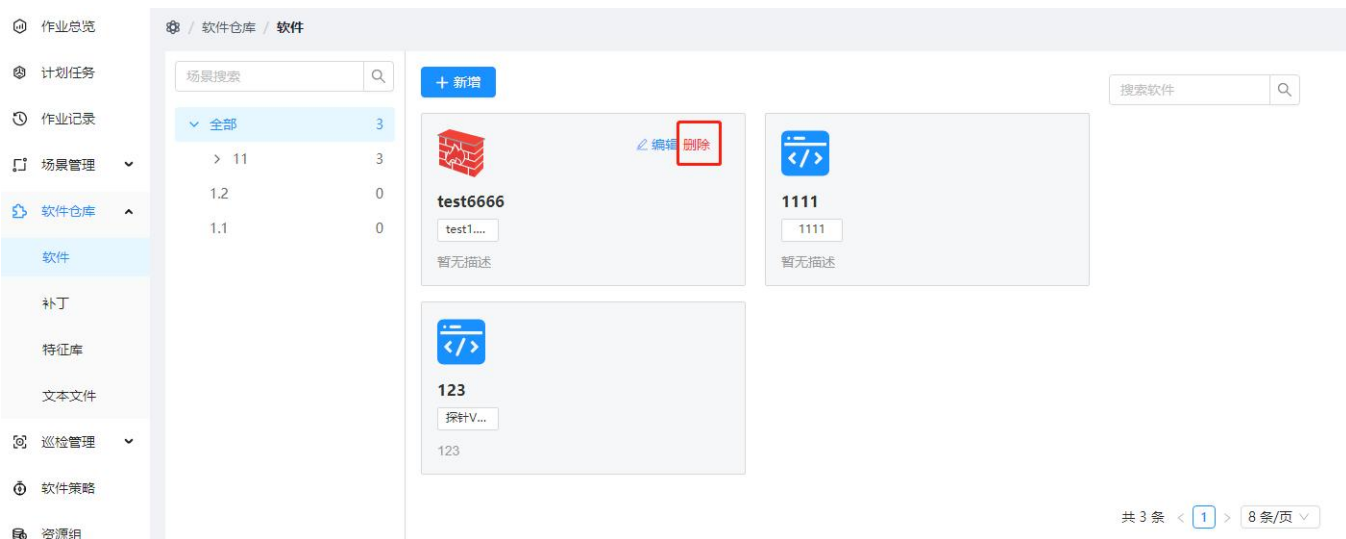 作业总览
计划任务
作业记录
场景管理
软件仓库
软件
补丁
特征库
文本文件
巡检管理
软件策略
资源组
/ 软件仓库 / 软件
场景搜索
全部 3
11 3
1.2 0
1.1 0
+ 新增
搜索软件
编辑 删除
test6666
test1....
暂无描述
1111
1111
暂无描述
123
探针V...
123
共 3 条 < 1 > 8 条/页